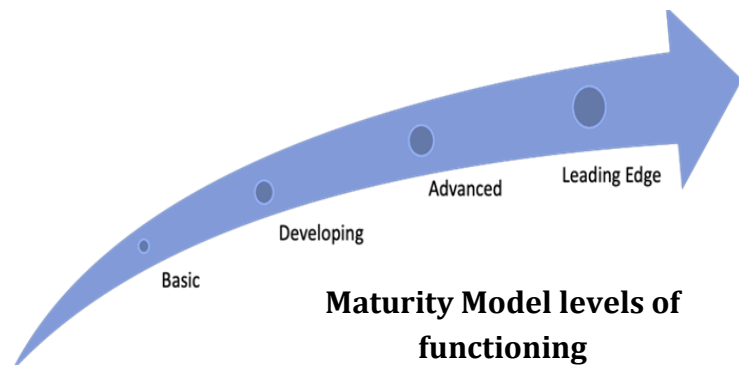 Leading Edge
Advanced
Developing
Basic
Maturity Model levels of
functioning